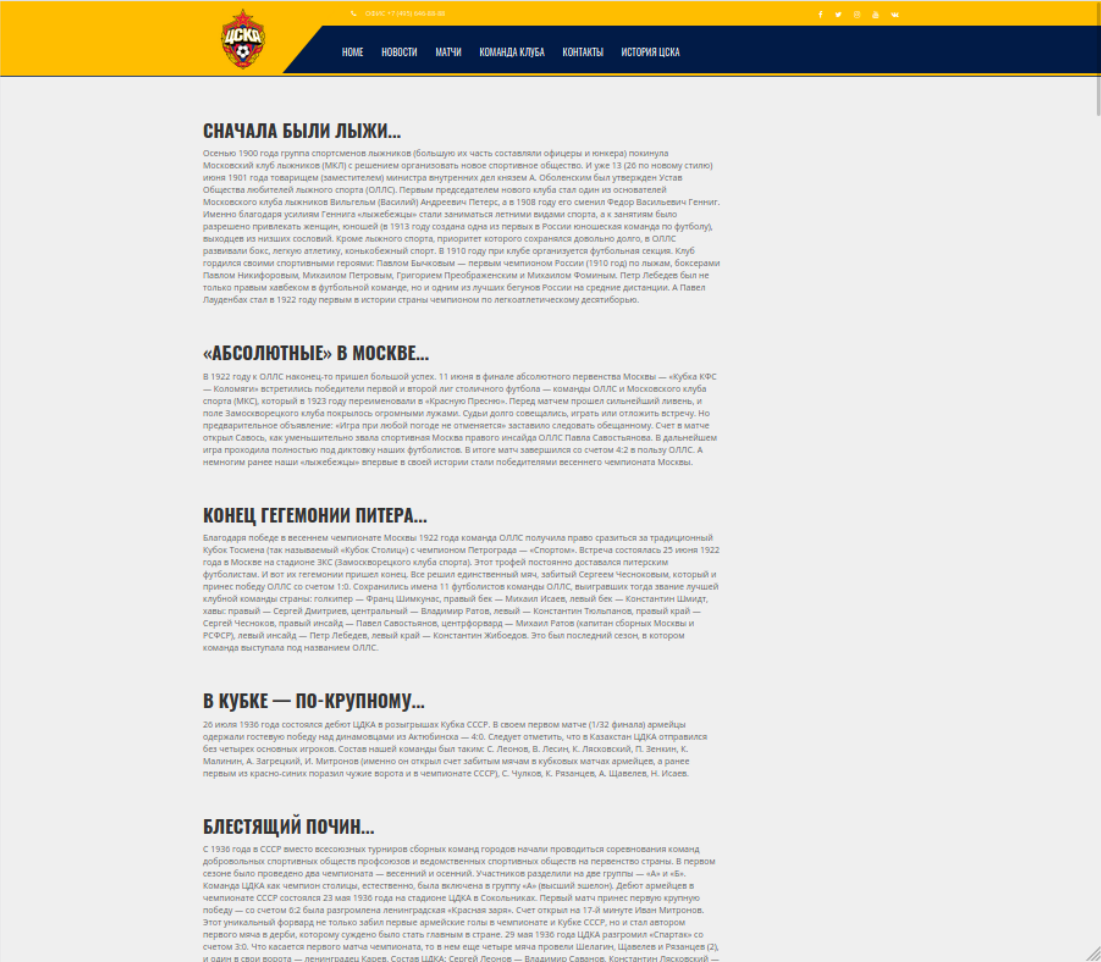 ОФИС +7 (495) 646-88-88
ЦСКА
HOME НОВОСТИ МАТЧИ КОМАНДА КЛУБА КОНТАКТЫ ИСТОРИЯ ЦСКА
СНАЧАЛА БЫЛИ ЛЫЖИ...
Осенью 1900 года группа спортсменов лыжников (большую их часть составляли офицеры и юнкера) покинула
Московский клуб лыжников (МКЛ) с решением организовать новое спортивное общество. И уже 13 (26 по новому стилю)
июня 1901 года товарищем (заместителем) министра внутренних дел князем А. Оболенским был утвержден Устав
Общества любителей лыжного спорта (ОЛЛС). Первым председателем нового клуба стал один из основателей
Московского клуба лыжников Вильгельм (Василий) Андреевич Петерс, а в 1908 году его сменил Федор Васильевич Генниг.
Именно благодаря усилиям Геннига «лыжебежцы» стали заниматься летними видами спорта, а к занятиям было
разрешено привлекать женщин, юношей (в 1913 году создана одна из первых в России юношеская команда по футболу),
выходцев из низших сословий. Кроме лыжного спорта, приоритет которого сохранялся довольно долго, в ОЛЛС
развивали бокс, легкую атлетику, конькобежный спорт. В 1910 году при клубе организуется футбольная секция. Клуб
гордился своими спортивными героями: Павлом Бычковым — первым чемпионом России (1910 год) по лыжам, боксерами
Павлом Никифоровым, Михаилом Петровым, Григорием Преображенским и Михаилом Фоминым. Петр Лебедев был не
только правым хавбеком в футбольной команде, но и одним из лучших бегунов России на средние дистанции. А Павел
Лауденбах стал в 1922 году первым в истории страны чемпионом по легкоатлетическому десятиборью.
«АБСОЛЮТНЫЕ» В МОСКВЕ...
В 1922 году к ОЛЛС наконец-то пришел большой успех. 11 июня в финале абсолютного первенства Москвы — «Кубка КФС
— Коломяги» встретились победители первой и второй лиг столичного футбола — команды ОЛЛС и Московского клуба
спорта (МКС), который в 1923 году переименовали в «Красную Пресню». Перед матчем прошел сильнейший ливень, и
поле Замоскворецкого клуба покрылось огромными лужами. Судьи долго совещались, играть или отложить встречу. Но
предварительное объявление: «Игра при любой погоде не отменяется» заставило следовать обещанному. Счет в матче
открыл Савось, как уменьшительно звала спортивная Москва правого инсайда ОЛЛС Павла Савостьянова. В дальнейшем
игра проходила полностью под диктовку наших футболистов. В итоге матч завершился со счетом 4:2 в пользу ОЛЛС. А
немногим ранее наши «лыжебежцы» впервые в своей истории стали победителями весеннего чемпионата Москвы.
КОНЕЦ ГЕГЕМОНИИ ПИТЕРА...
Благодаря победе в весеннем чемпионате Москвы 1922 года команда ОЛЛС получила право сразиться за традиционный
Кубок Тосмена (так называемый «Кубок Столиц») с чемпионом Петрограда — «Спортом». Встреча состоялась 25 июня 1922
года в Москве на стадионе ЗКС (Замоскворецкого клуба спорта). Этот трофей постоянно доставался питерским
футболистам. И вот их гегемонии пришел конец. Все решил единственный мяч, забитый Сергеем Чесноковым, который и
принес победу ОЛЛС со счетом 1:0. Сохранились имена 11 футболистов команды ОЛЛС, выигравших тогда звание лучшей
клубной команды страны: голкипер — Франц Шимкунас, правый бек — Михаил Исаев, левый бек — Константин Шмидт,
хавы: правый — Сергей Дмитриев, центральный — Владимир Ратов, левый — Константин Тюльпанов, правый край —
Сергей Чесноков, правый инсайд — Павел Савостьянов, центрфорвард — Михаил Ратов (капитан сборных Москвы и
РСФСР), левый инсайд — Петр Лебедев, левый край — Константин Жибоедов. Это был последний сезон, в котором
команда выступала под названием ОЛЛС.
В КУБКЕ — ПО-КРУПНОМУ...
26 июля 1936 года состоялся дебют ЦДКА в розыгрышах Кубка СССР. В своем первом матче (1/32 финала) армейцы
одержали гостевую победу над динамовцами из Актюбинска — 4:0. Следует отметить, что в Казахстан ЦДКА отправился
без четырех основных игроков. Состав нашей команды был таким: С. Леонов, В. Лесин, К. Лясковский, П. Зенкин, К.
Малинин, А. Загрецкий, И. Митронов (именно он открыл счет забитым мячам в кубковых матчах армейцев, а ранее
первым из красно-синих поразил чужие ворота и в чемпионате СССР), С. Чулков, К. Рязанцев, А. Щавелев, Н. Исаев.
БЛЕСТЯЩИЙ ПОЧИН...
С 1936 года в СССР вместо всесоюзных турниров сборных команд городов начали проводиться соревнования команд
добровольных спортивных обществ профсоюзов и ведомственных спортивных обществ на первенство страны. В первом
сезоне было проведено два чемпионата — весенний и осенний. Участников разделили на две группы — «А» и «Б».
Команда ЦДКА как чемпион столицы, естественно, была включена в группу «А» (высший эшелон). Дебют армейцев в
чемпионате СССР состоялся 23 мая 1936 года на стадионе ЦДКА в Сокольниках. Первый матч принес первую крупную
победу — со счетом 6:2 была разгромлена ленинградская «Красная заря». Счет открыл на 17-й минуте Иван Митронов.
Этот уникальный форвард не только забил первые армейские голы в чемпионате и Кубке СССР, но и стал автором
первого мяча в дерби, которому суждено было стать главным в стране. 29 мая 1936 года ЦДКА разгромил «Спартак» со
счетом 3:0. Что касается первого матча чемпионата, то в нем еще четыре мяча провели Шелагин, Щавелев и Рязанцев (2),
и один в свои ворота — ленинградец Карев. Состав ЦДКА: Сергей Леонов — Владимир Саванов, Константин Лясковский —